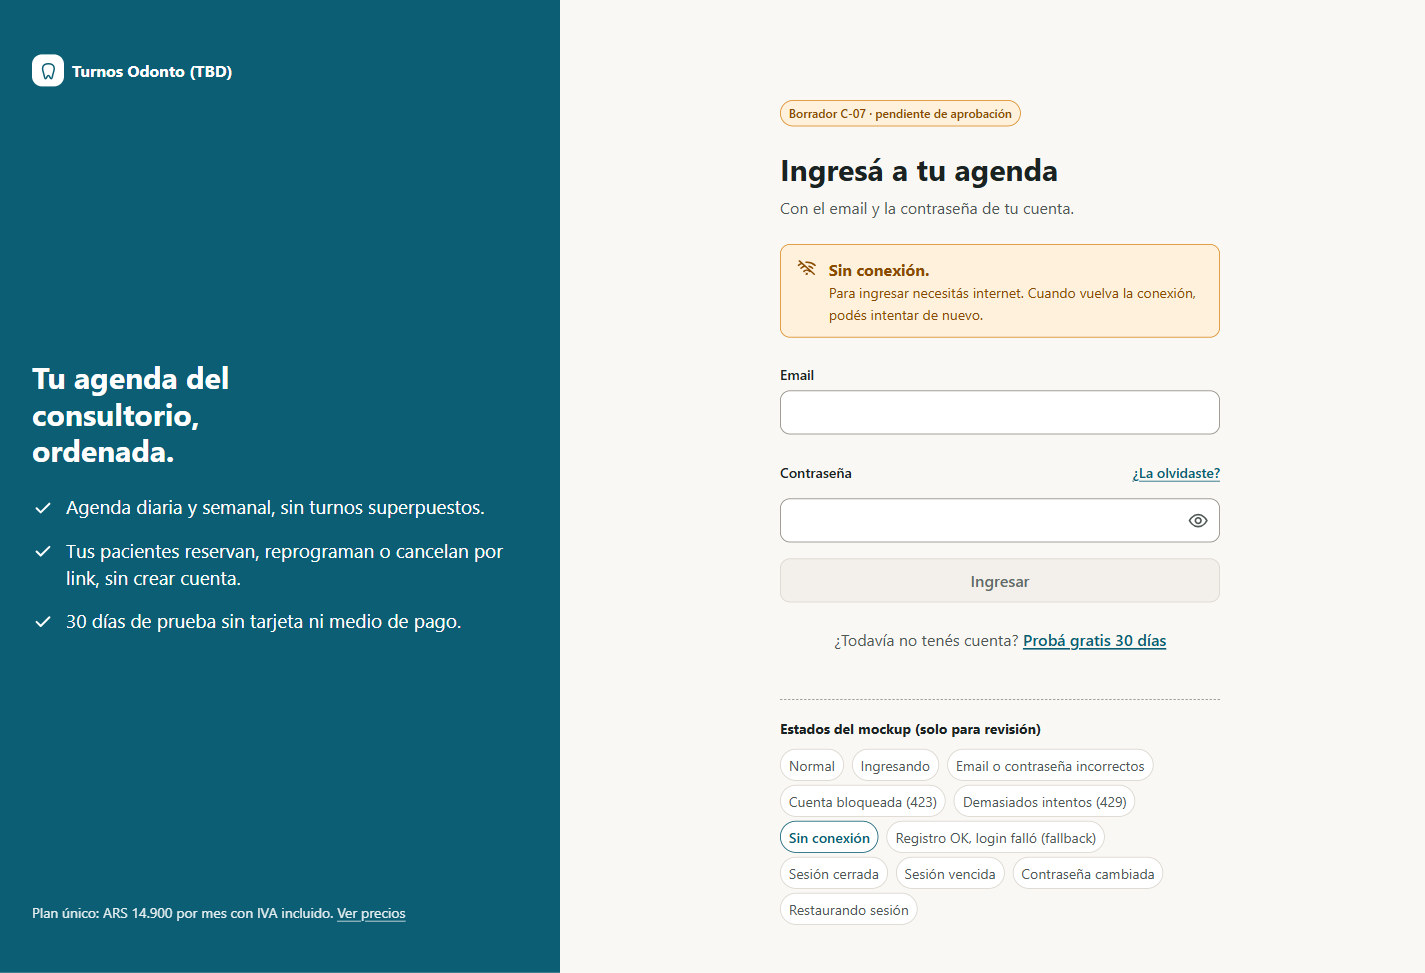 Turnos Odonto (TBD)
Tu agenda del
consultorio,
ordenada.
Agenda diaria y semanal, sin turnos superpuestos.
Tus pacientes reservan, reprograman o cancelan por
link, sin crear cuenta.
30 días de prueba sin tarjeta ni medio de pago.
Plan único: ARS 14.900 por mes con IVA incluido. Ver precios
Borrador C-07 · pendiente de aprobación
Ingresá a tu agenda
Con el email y la contraseña de tu cuenta.
Sin conexión.
Para ingresar necesitás internet. Cuando vuelva la conexión,
podés intentar de nuevo.
Email
Contraseña ¿La olvidaste?
Ingresar
¿Todavía no tenés cuenta? Probá gratis 30 días
Estados del mockup (solo para revisión)
Normal Ingresando Email o contraseña incorrectos
Cuenta bloqueada (423) Demasiados intentos (429)
Sin conexión Registro OK, login falló (fallback)
Sesión cerrada Sesión vencida Contraseña cambiada
Restaurando sesión